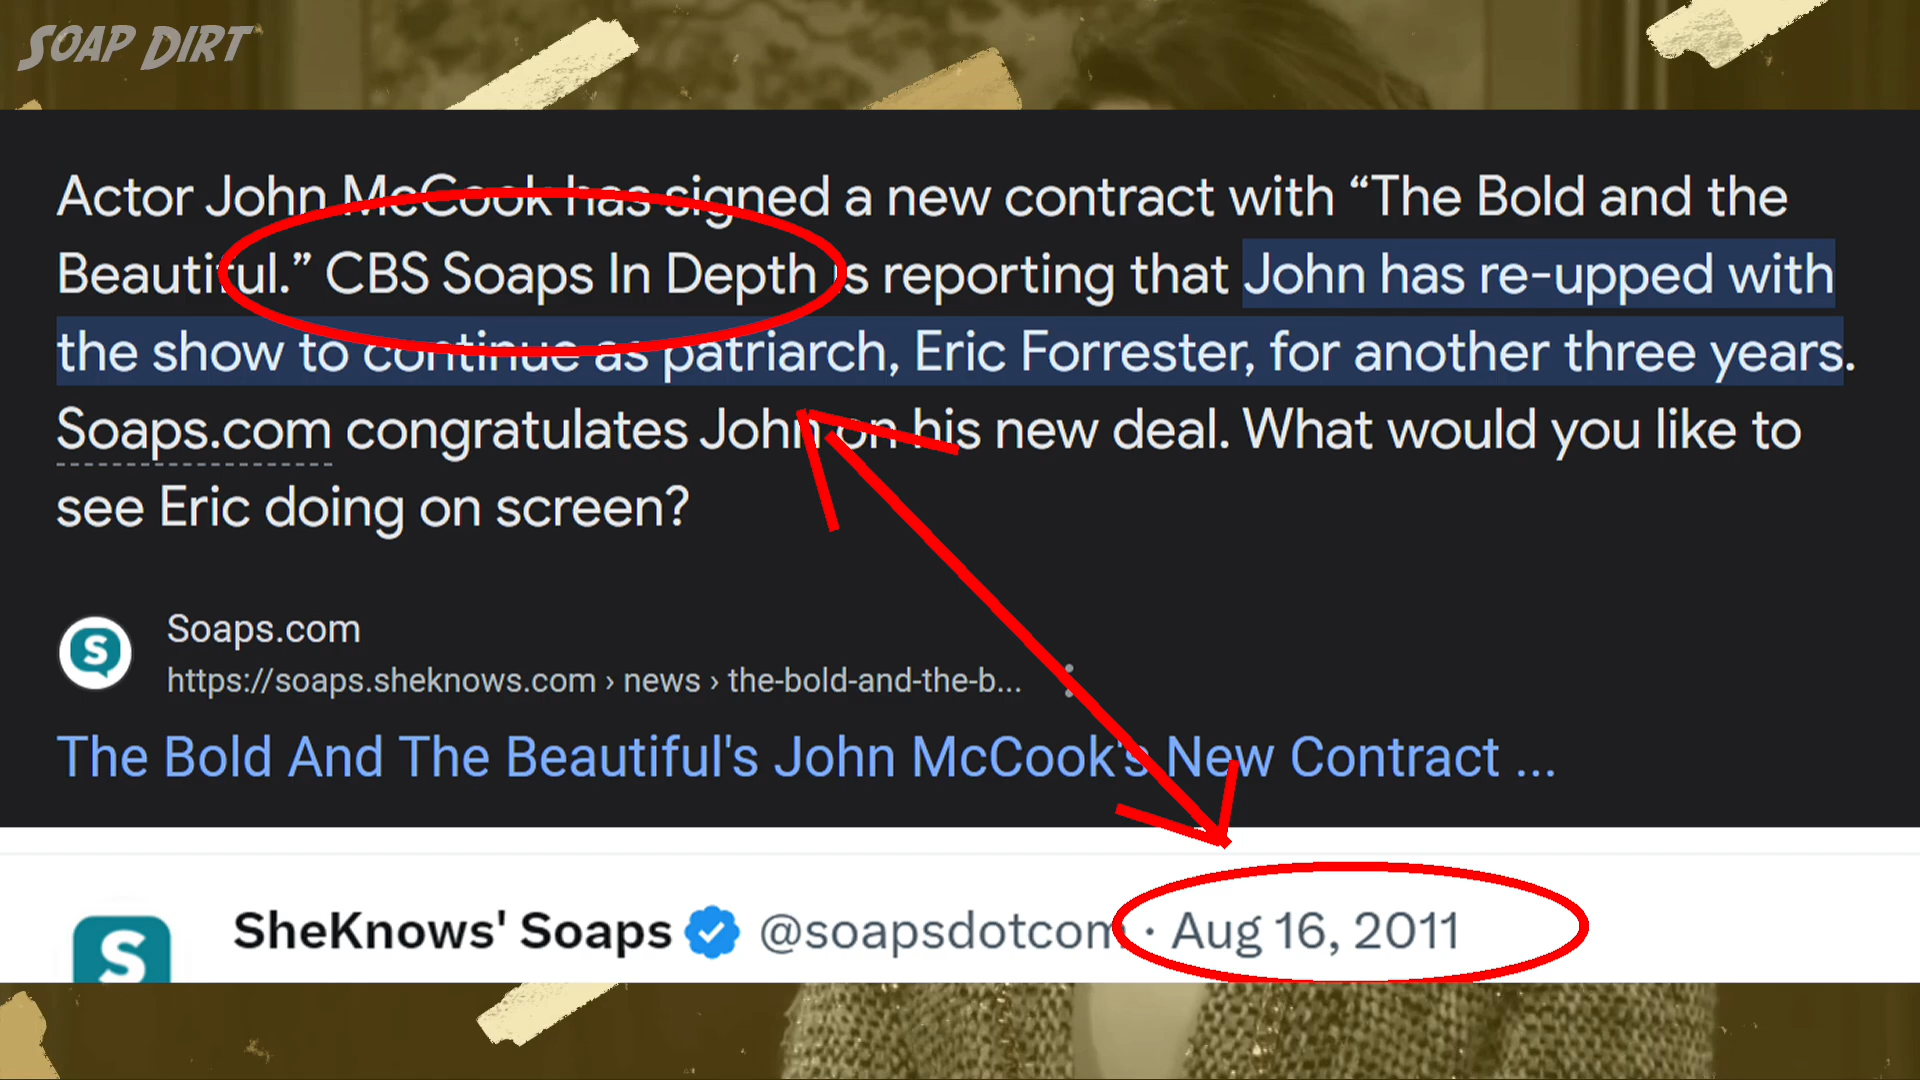 SOAP DIRT
Actor John McCook has signed a new contract with “The Bold and the
Beautiful.” CBS Soaps In Depth is reporting that John has re-upped with
the show to continue as patriarch, Eric Forrester, for another three years.
Soaps.com congratulates John on his new deal. What would you like to
see Eric doing on screen?
S
Soaps.com
https://soaps.sheknows.com › news › the-bold-and-the-b...
The Bold And The Beautiful's John McCook's New Contract ...
S
SheKnows' Soaps @soapsdotcom · Aug 16, 2011